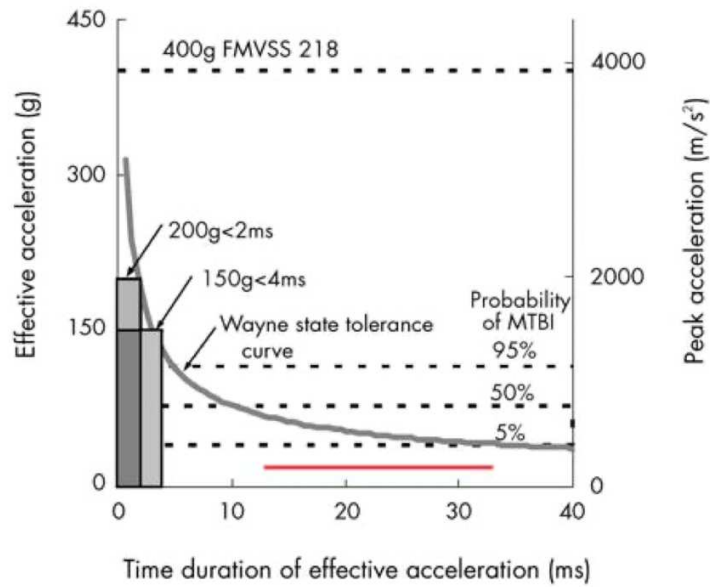 450
400g FMVSS 218
4000
300
200g<2ms
150g<4ms
2000
Probability
of MTBI
150
Wayne state tolerance
curve
95%
50%
5%
0
0
0
10
20
30
40
Effective acceleration (g)
Peak acceleration (m/s²)
Time duration of effective acceleration (ms)